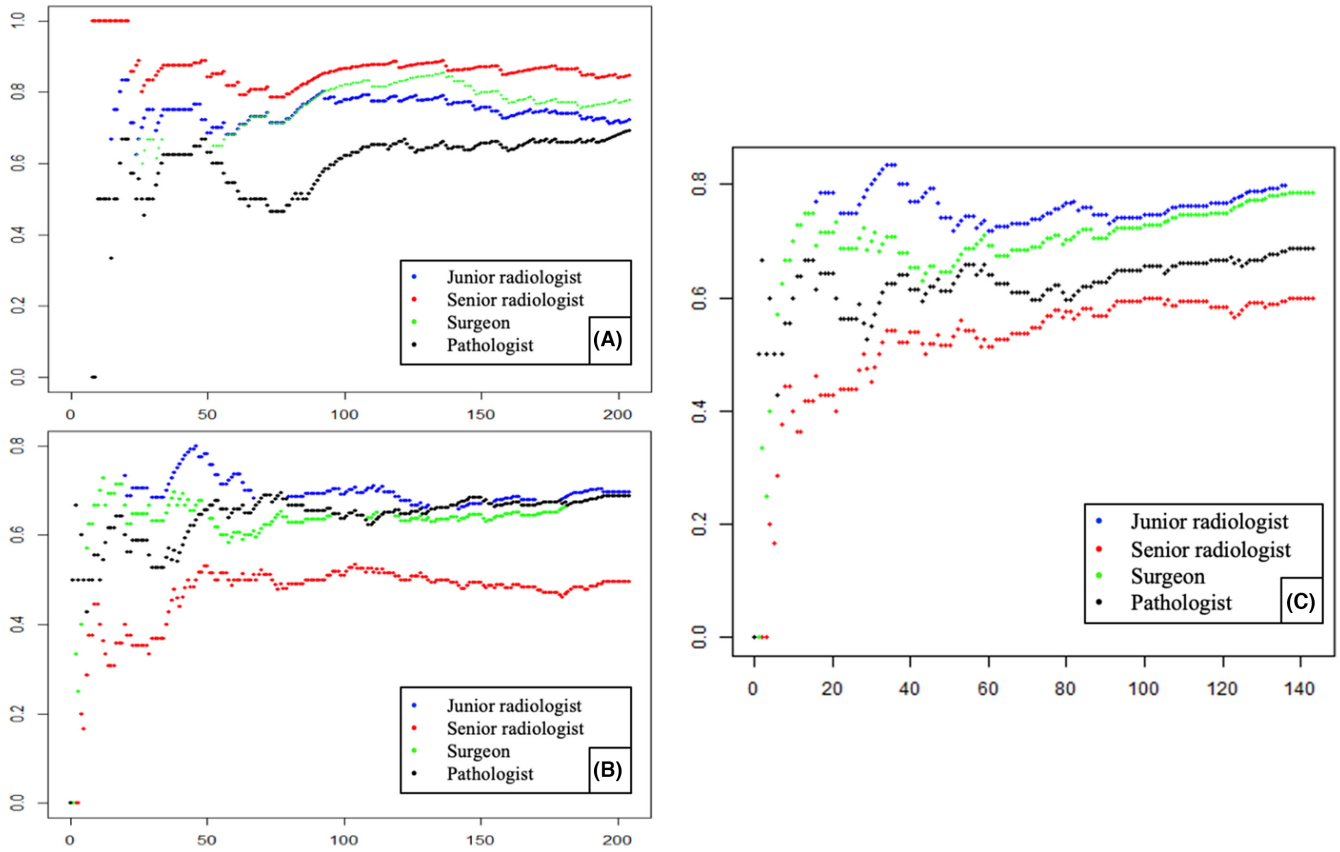 1.0
0.8
0.6
0.4
0.2
0.0
Junior radiologist
Senior radiologist
Surgeon
Pathologist
(A)
0 50 100 150 200
0.8
0.6
0.4
0.2
0.0
Junior radiologist
Senior radiologist
Surgeon
Pathologist
(B)
0 50 100 150 200
0.8
0.6
0.4
0.2
0.0
Junior radiologist
Senior radiologist
Surgeon
Pathologist
(C)
0 20 40 60 80 100 120 140